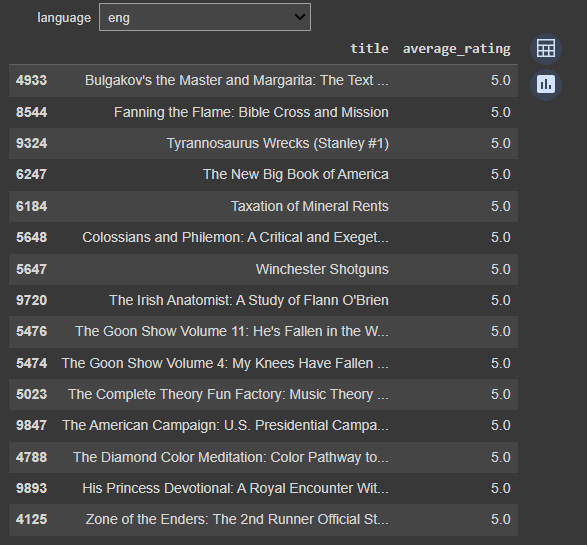 language eng
title average_rating
4933 Bulgakov's the Master and Margarita: The Text ... 5.0
8544 Fanning the Flame: Bible Cross and Mission 5.0
9324 Tyrannosaurus Wrecks (Stanley #1) 5.0
6247 The New Big Book of America 5.0
6184 Taxation of Mineral Rents 5.0
5648 Colossians and Philemon: A Critical and Exeget... 5.0
5647 Winchester Shotguns 5.0
9720 The Irish Anatomist: A Study of Flann O'Brien 5.0
5476 The Goon Show Volume 11: He's Fallen in the W... 5.0
5474 The Goon Show Volume 4: My Knees Have Fallen ... 5.0
5023 The Complete Theory Fun Factory: Music Theory ... 5.0
9847 The American Campaign: U.S. Presidential Campa... 5.0
4788 The Diamond Color Meditation: Color Pathway to... 5.0
9893 His Princess Devotional: A Royal Encounter Wit... 5.0
4125 Zone of the Enders: The 2nd Runner Official St... 5.0